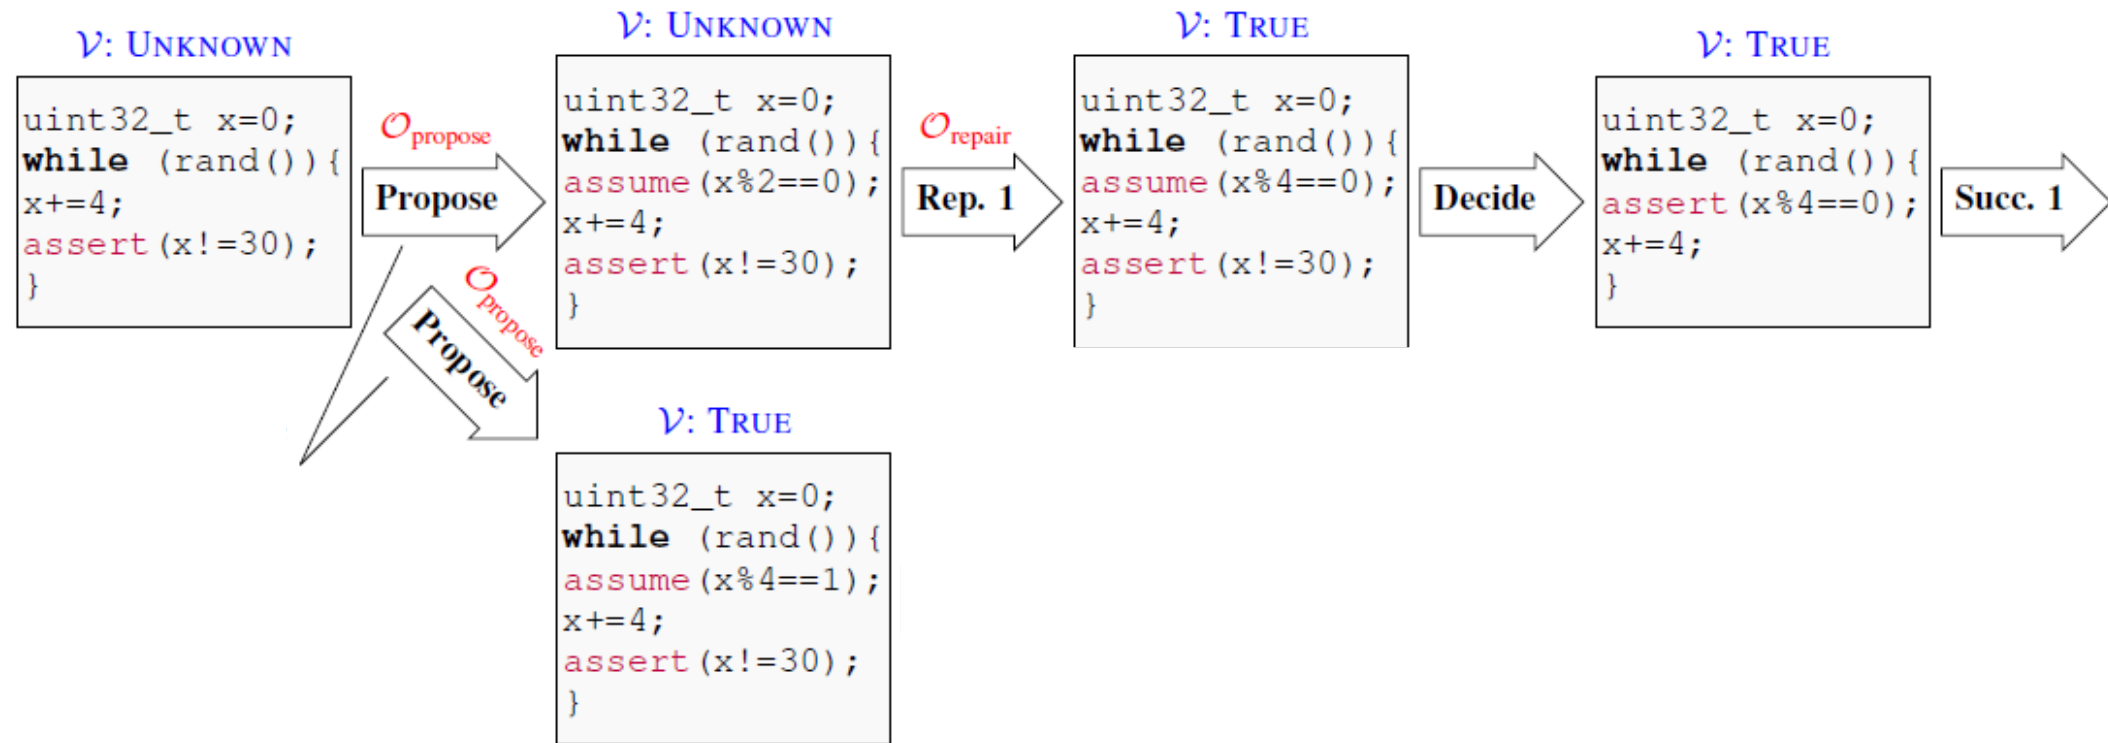 𝒱: UNKNOWN
uint32_t x=0;
while (rand()){
x+=4;
assert(x!=30);
}
𝒪propose
Propose
𝒱: UNKNOWN
uint32_t x=0;
while (rand()){
assume(x%2==0);
x+=4;
assert(x!=30);
}
𝒪repair
Rep. 1
𝒱: TRUE
uint32_t x=0;
while (rand()){
assume(x%4==0);
x+=4;
assert(x!=30);
}
Decide
𝒱: TRUE
uint32_t x=0;
while (rand()){
assert(x%4==0);
x+=4;
}
Succ. 1
𝒪propose
Propose
𝒱: TRUE
uint32_t x=0;
while (rand()){
assume(x%4==1);
x+=4;
assert(x!=30);
}